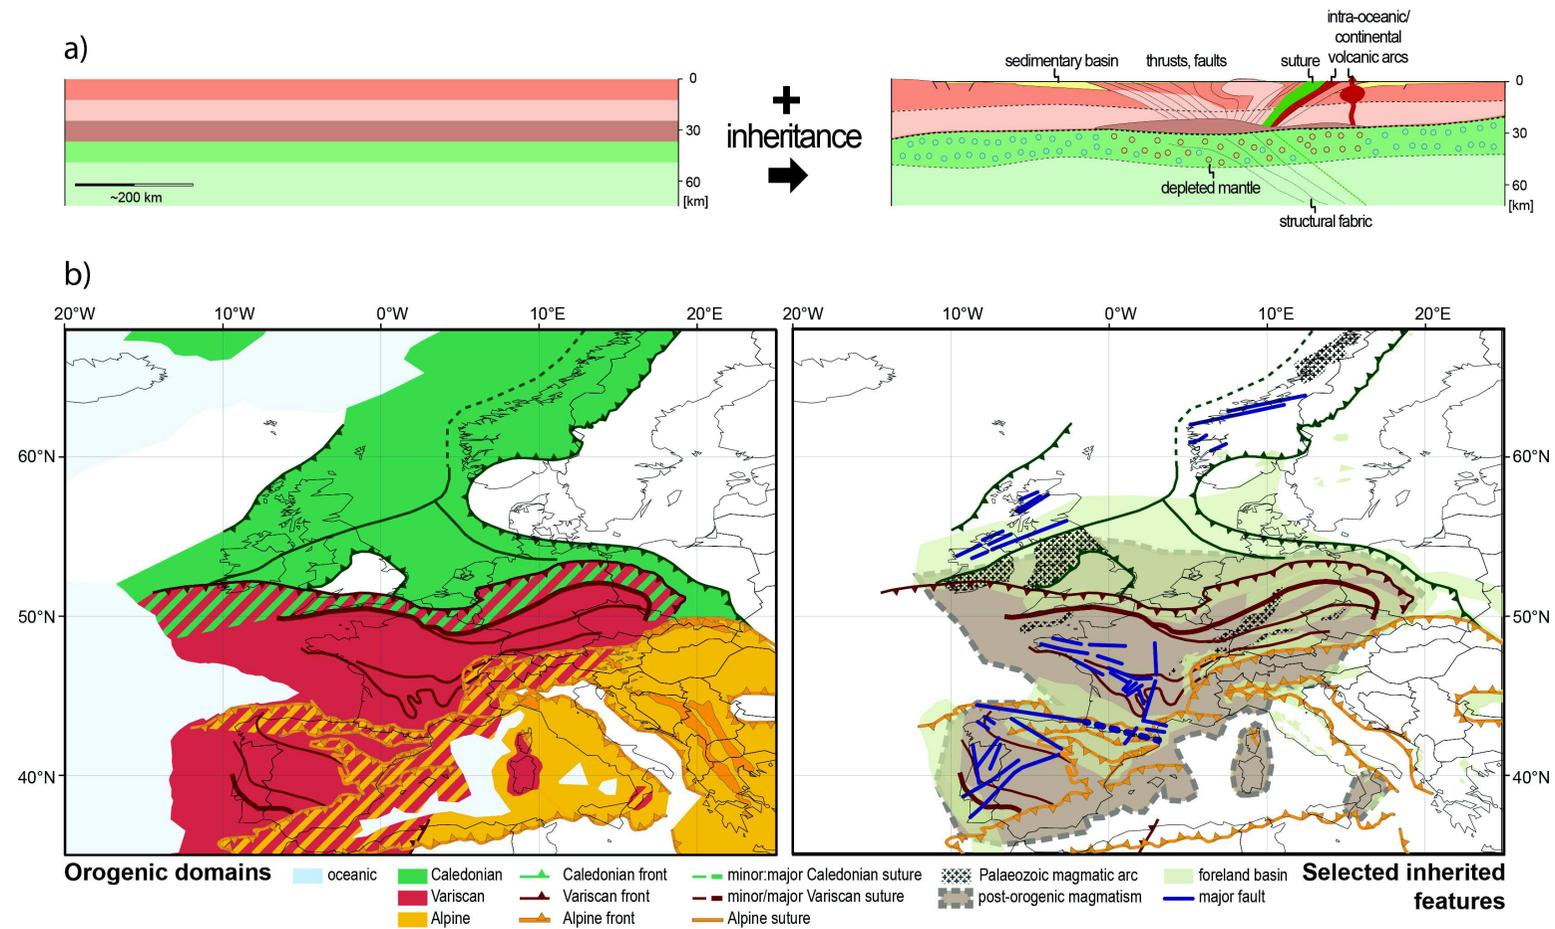 a)
0
30
60
[km]
~200 km
+
inheritance
intra-oceanic/
continental
volcanic arcs
sedimentary basin
thrusts, faults
suture
0
30
60
[km]
depleted mantle
structural fabric
b)
20°W
10°W
0°W
10°E
20°E
20°W
10°W
0°W
10°E
20°E
60°N
50°N
40°N
60°N
50°N
40°N
Orogenic domains
oceanic
Caledonian
Variscan
Alpine
Caledonian front
Variscan front
Alpine front
minor:major Caledonian suture
minor/major Variscan suture
Alpine suture
Palaeozoic magmatic arc
post-orogenic magmatism
foreland basin
major fault
Selected inherited
features